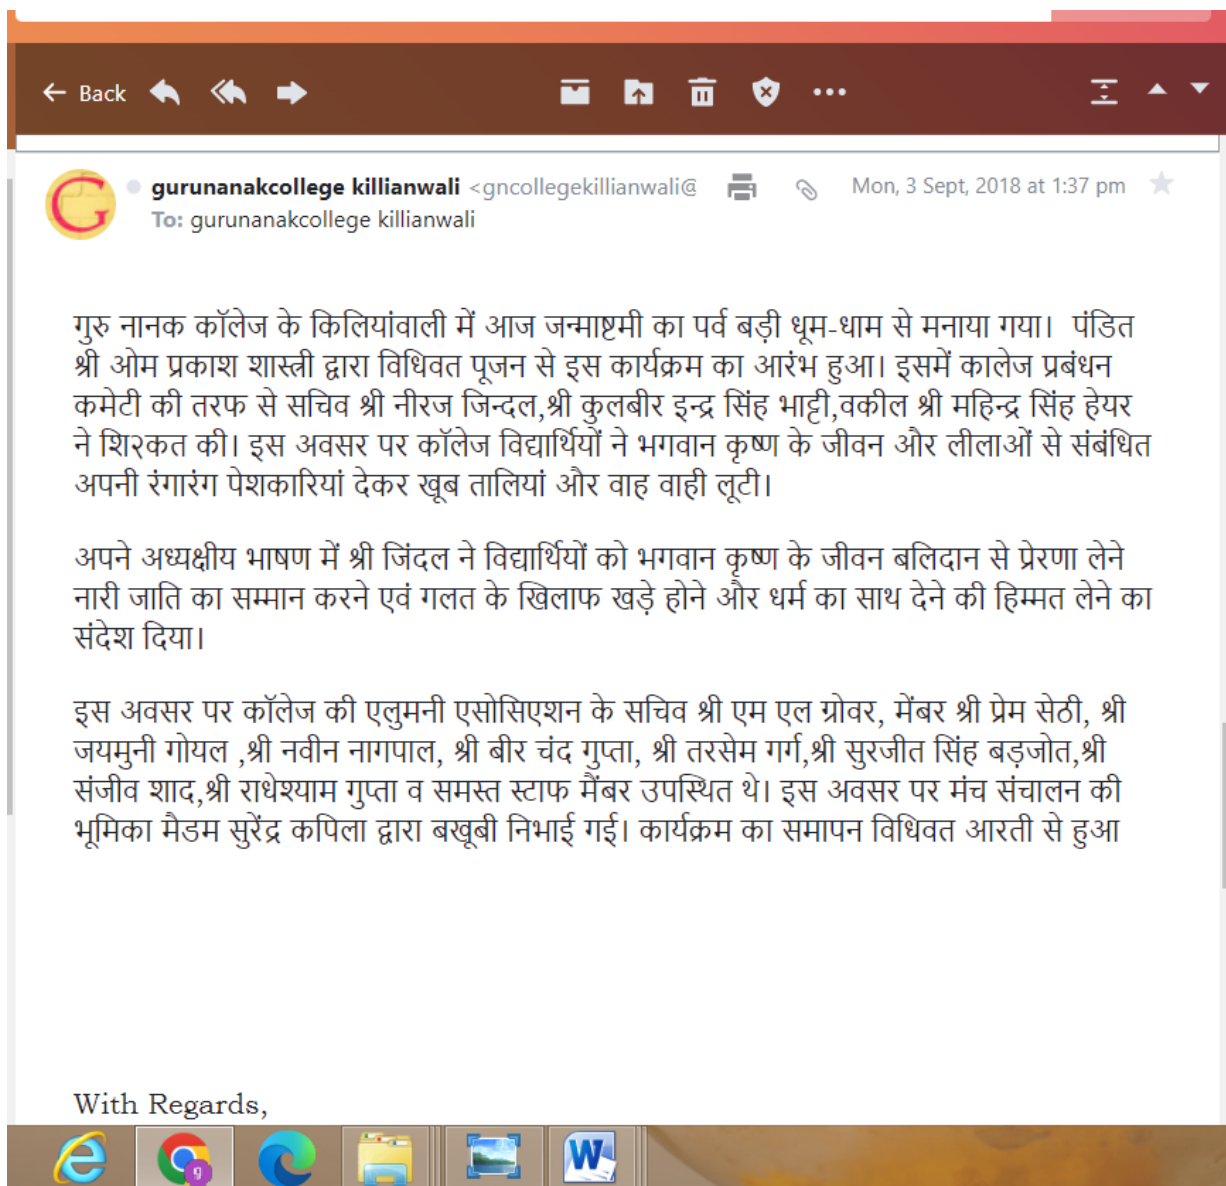 Back
gurunanakcollege killianwali <gncollegekillianwali@ Mon, 3 Sept, 2018 at 1:37 pm
To: gurunanakcollege killianwali
गुरु नानक कॉलेज के किलियांवाली में आज जन्माष्टमी का पर्व बड़ी धूम-धाम से मनाया गया। पंडित
श्री ओम प्रकाश शास्त्री द्वारा विधिवत पूजन से इस कार्यक्रम का आरंभ हुआ। इसमें कालेज प्रबंधन
कमेटी की तरफ से सचिव श्री नीरज जिन्दल,श्री कुलबीर इन्द्र सिंह भाट्टी,वकील श्री महिन्द्र सिंह हेयर
ने शि२कत की। इस अवसर पर कॉलेज विद्यार्थियों ने भगवान कृष्ण के जीवन और लीलाओं से संबंधित
अपनी रंगारंग पेशकारियां देकर खूब तालियां और वाह वाही लूटी।
अपने अध्यक्षीय भाषण में श्री जिंदल ने विद्यार्थियों को भगवान कृष्ण के जीवन बलिदान से प्रेरणा लेने
नारी जाति का सम्मान करने एवं गलत के खिलाफ खड़े होने और धर्म का साथ देने की हिम्मत लेने का
संदेश दिया।
इस अवसर पर कॉलेज की एलुमनी एसोसिएशन के सचिव श्री एम एल ग्रोवर, मेंबर श्री प्रेम सेठी, श्री
जयमुनी गोयल ,श्री नवीन नागपाल, श्री बीर चंद गुप्ता, श्री तरसेम गर्ग,श्री सुरजीत सिंह बड़जोत,श्री
संजीव शाद,श्री राधेश्याम गुप्ता व समस्त स्टाफ मैंबर उपस्थित थे। इस अवसर पर मंच संचालन की
भूमिका मैडम सुरेंद्र कपिला द्वारा बखूबी निभाई गई। कार्यक्रम का समापन विधिवत आरती से हुआ
With Regards,